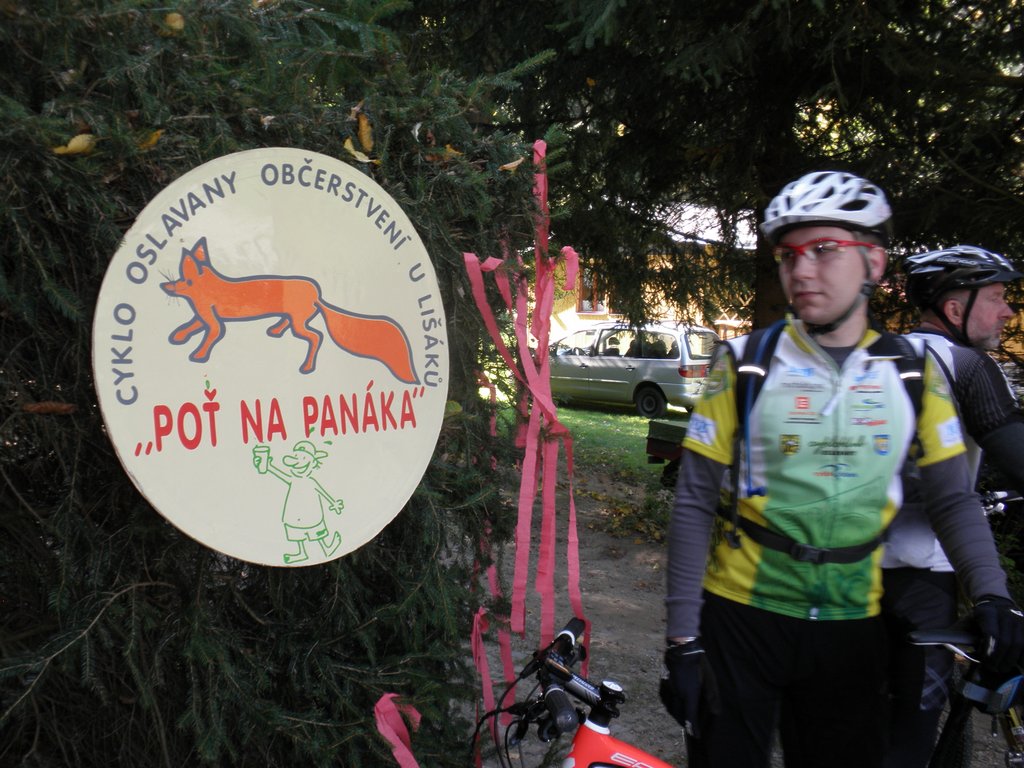 CYKLO OSLAVANY OBČERSTVENÍ U LIŠÁKŮ
„POŤ NA PANÁKA"